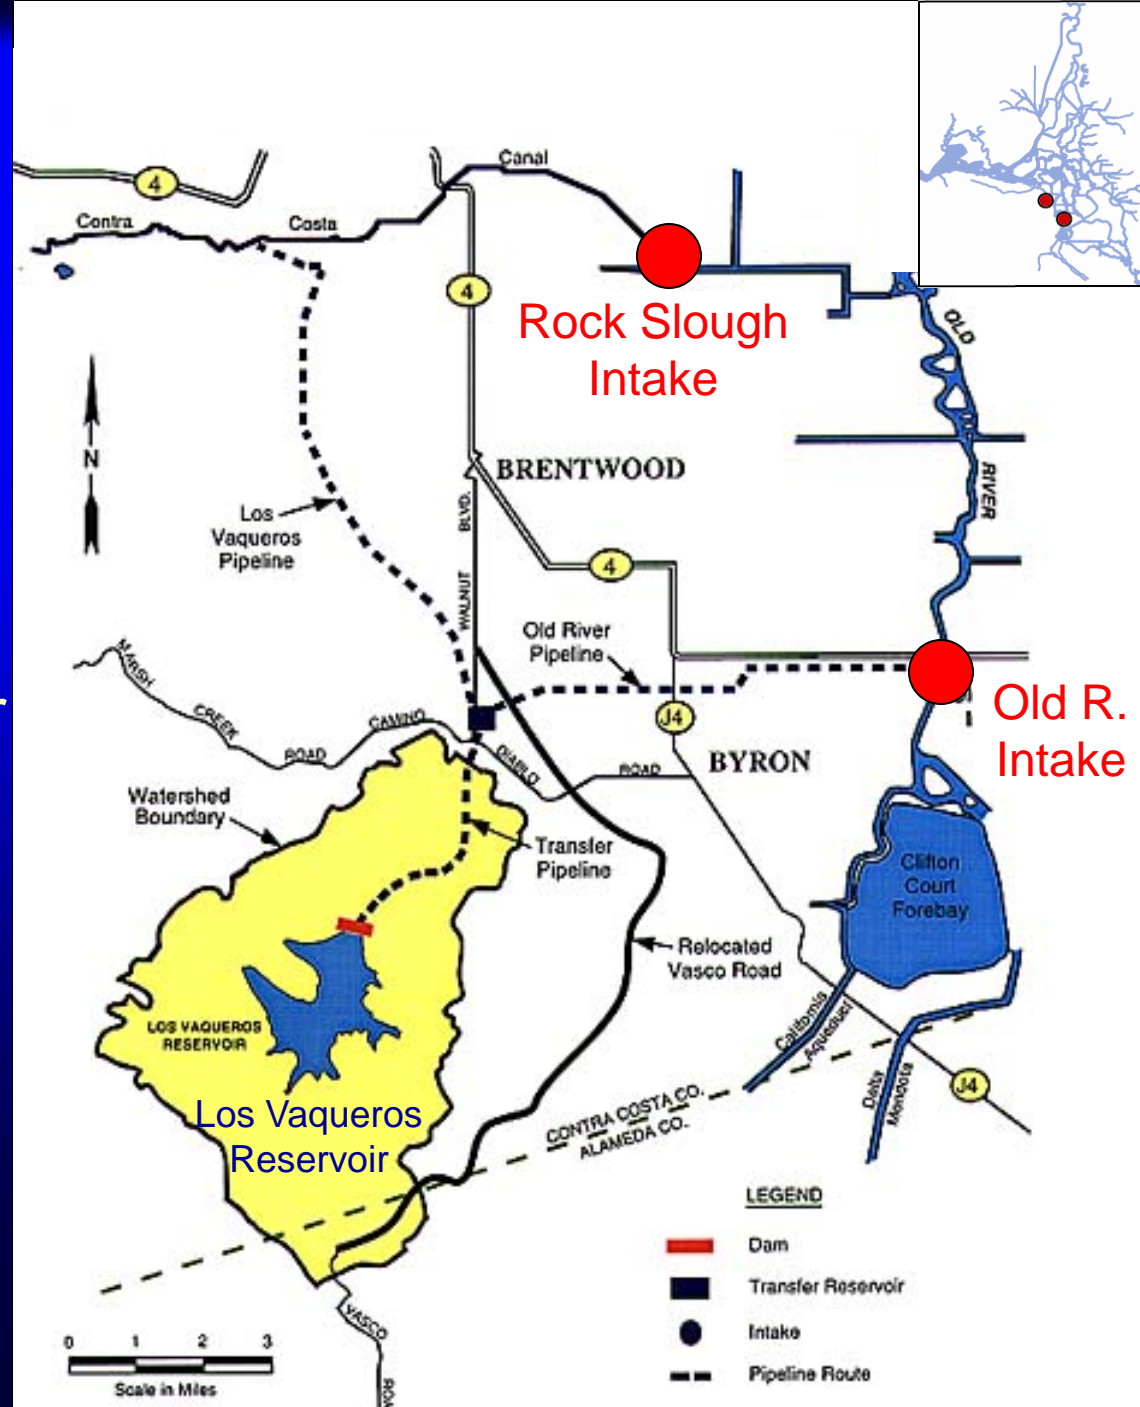 Canal
4
Contra
Costa
4
Rock Slough
Intake
OLD
N
BRENTWOOD
RIVER
BLVD.
Los
Vaqueros
Pipeline
4
WALNUT
Old River
Pipeline
MARSH
CREEK
ROAD
CAMINO
DIABLO
ROAD
J4
BYRON
Old R.
Intake
Watershed
Boundary
Transfer
Pipeline
Clifton
Court
Forebay
Relocated
Vasco Road
LOS VAQUEROS
RESERVOIR
California
Aqueduct
Delta
Mendota
J4
Los Vaqueros
Reservoir
CONTRA COSTA CO.
ALAMEDA CO.
LEGEND
Dam
Transfer Reservoir
Intake
Pipeline Route
VASCO
0 1 2 3
Scale in Miles